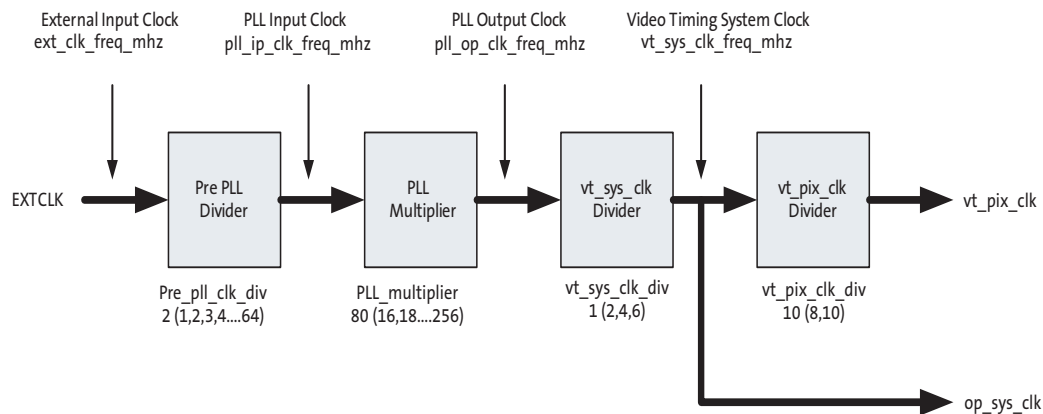 External Input Clock
ext_clk_freq_mhz
PLL Input Clock
pll_ip_clk_freq_mhz
PLL Output Clock
pll_op_clk_freq_mhz
Video Timing System Clock
vt_sys_clk_freq_mhz
EXTCLK
Pre PLL
Divider
PLL
Multiplier
vt_sys_clk
Divider
vt_pix_clk
Divider
vt_pix_clk
Pre_pll_clk_div
2 (1,2,3,4....64)
PLL_multiplier
80 (16,18....256)
vt_sys_clk_div
1 (2,4,6)
vt_pix_clk_div
10 (8,10)
op_sys_clk